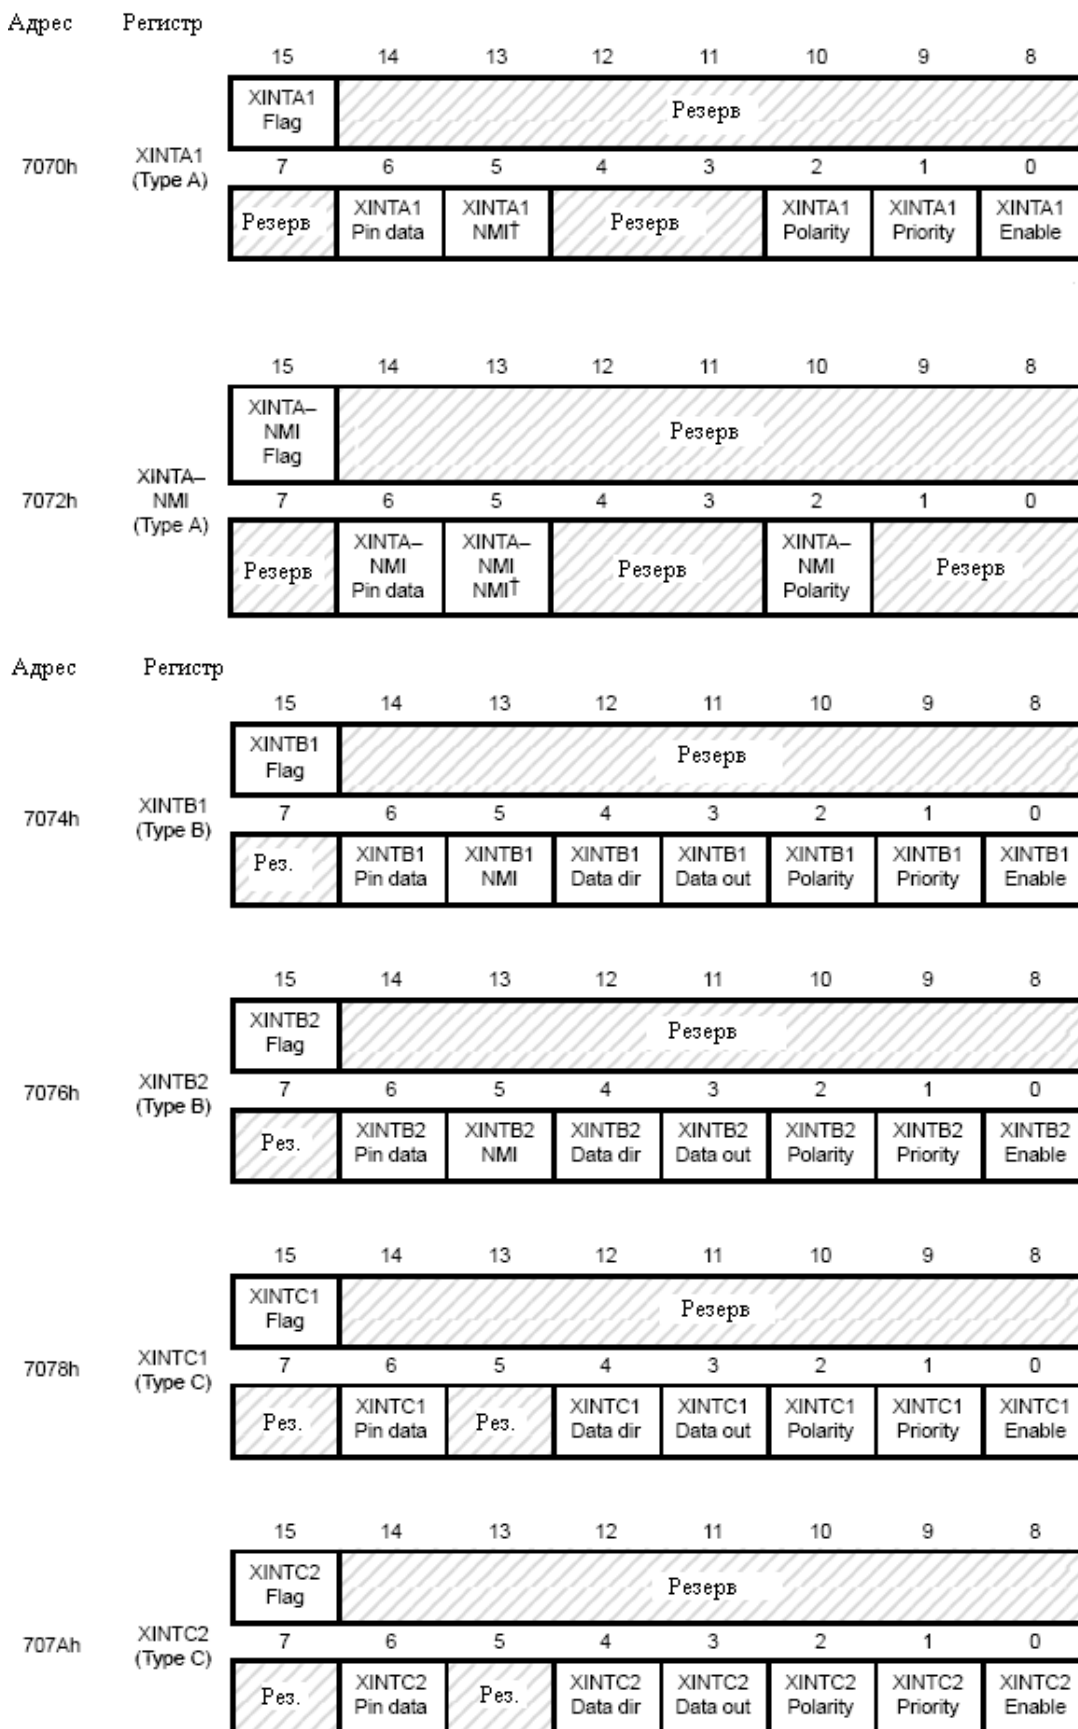 Адрес Регистр
15 14 13 12 11 10 9 8
XINTA1 Flag Резерв
7070h XINTA1 (Type A)
7 6 5 4 3 2 1 0
Резерв XINTA1 Pin data XINTA1 NMI† Резерв XINTA1 Polarity XINTA1 Priority XINTA1 Enable
15 14 13 12 11 10 9 8
XINTA– NMI Flag Резерв
7072h XINTA– NMI (Type A)
7 6 5 4 3 2 1 0
Резерв XINTA– NMI Pin data XINTA– NMI NMI† Резерв XINTA– NMI Polarity Резерв
Адрес Регистр
15 14 13 12 11 10 9 8
XINTB1 Flag Резерв
7074h XINTB1 (Type B)
7 6 5 4 3 2 1 0
Рез. XINTB1 Pin data XINTB1 NMI XINTB1 Data dir XINTB1 Data out XINTB1 Polarity XINTB1 Priority XINTB1 Enable
15 14 13 12 11 10 9 8
XINTB2 Flag Резерв
7076h XINTB2 (Type B)
7 6 5 4 3 2 1 0
Рез. XINTB2 Pin data XINTB2 NMI XINTB2 Data dir XINTB2 Data out XINTB2 Polarity XINTB2 Priority XINTB2 Enable
15 14 13 12 11 10 9 8
XINTC1 Flag Резерв
7078h XINTC1 (Type C)
7 6 5 4 3 2 1 0
Рез. XINTC1 Pin data Рез. XINTC1 Data dir XINTC1 Data out XINTC1 Polarity XINTC1 Priority XINTC1 Enable
15 14 13 12 11 10 9 8
XINTC2 Flag Резерв
707Ah XINTC2 (Type C)
7 6 5 4 3 2 1 0
Рез. XINTC2 Pin data Рез. XINTC2 Data dir XINTC2 Data out XINTC2 Polarity XINTC2 Priority XINTC2 Enable